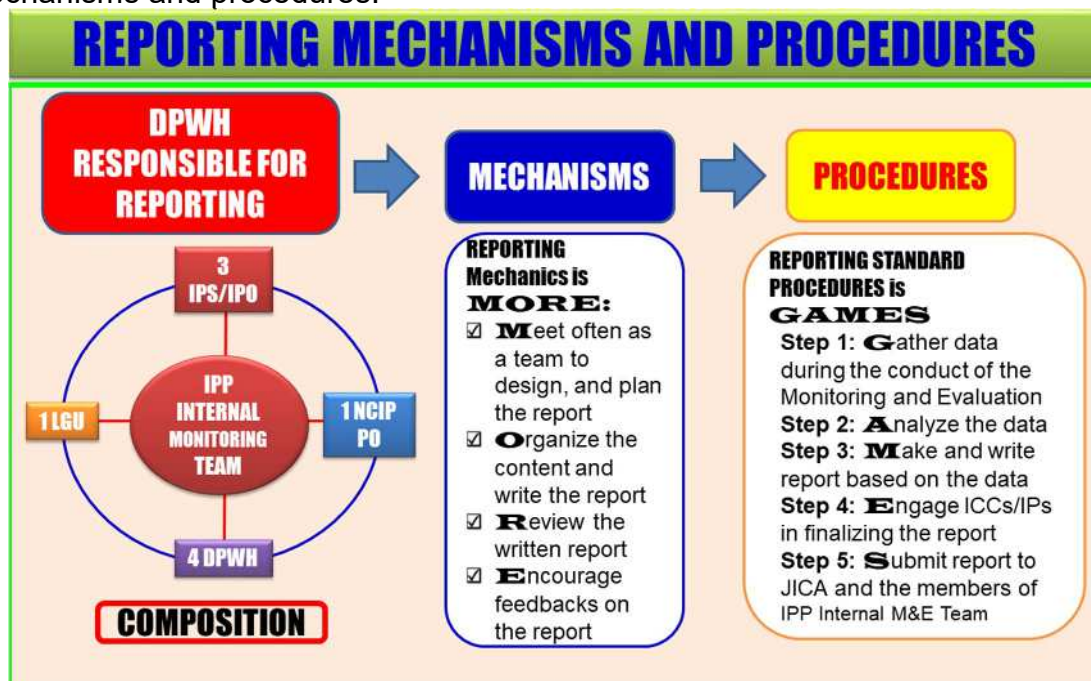 chanisms and procedures.
REPORTING MECHANISMS AND PROCEDURES
DPWH
RESPONSIBLE FOR
REPORTING
3
IPS/IPO
1 LGU
IPP
INTERNAL
MONITORING
TEAM
1 NCIP
PO
4 DPWH
COMPOSITION
MECHANISMS
REPORTING
Mechanics is
MORE:
☑ Meet often as
a team to
design, and plan
the report
☑ Organize the
content and
write the report
☑ Review the
written report
☑ Encourage
feedbacks on
the report
PROCEDURES
REPORTING STANDARD
PROCEDURES is
GAMES
Step 1: Gather data
during the conduct of the
Monitoring and Evaluation
Step 2: Analyze the data
Step 3: Make and write
report based on the data
Step 4: Engage ICCs/IPs
in finalizing the report
Step 5: Submit report to
JICA and the members of
IPP Internal M&E Team